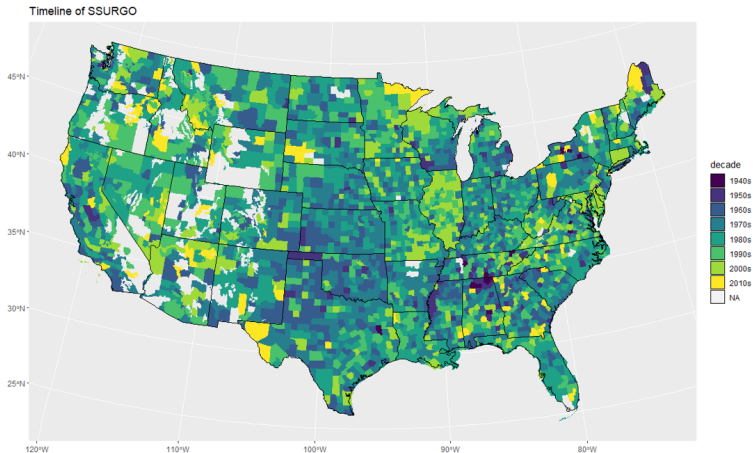 Timeline of SSURGO
45°N
40°N
35°N
30°N
25°N
120°W
110°W
100°W
90°W
80°W
decade
1940s
1950s
1960s
1970s
1980s
1990s
2000s
2010s
NA